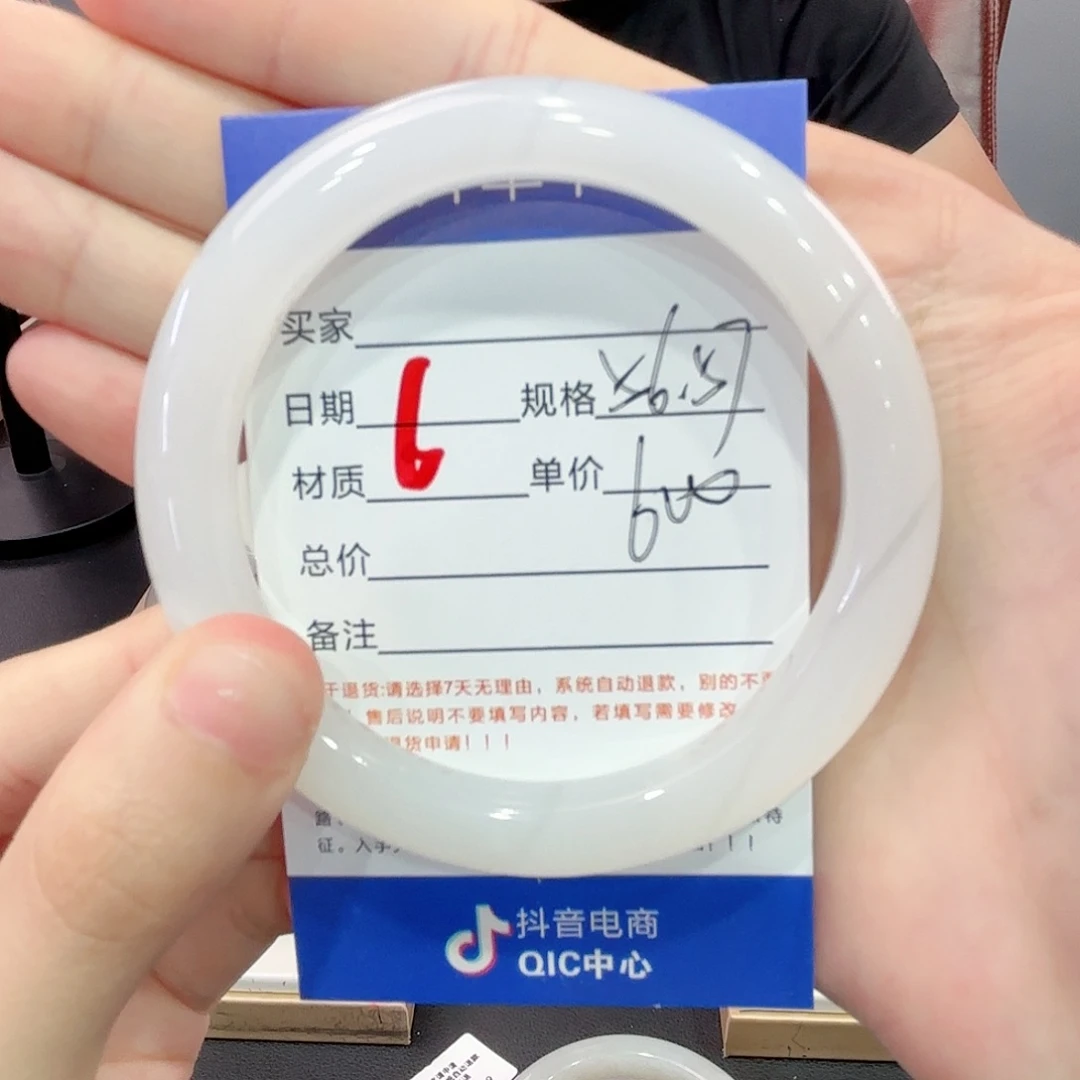 买家
日期 6 规格 56.5
材质 单价 600
总价
备注
退货:请选择7天无理由，系统自动退款，别的不
售后说明不要填写内容，若填写需要修改
退货申请！！！
征。入手
抖音电商
QIC中心